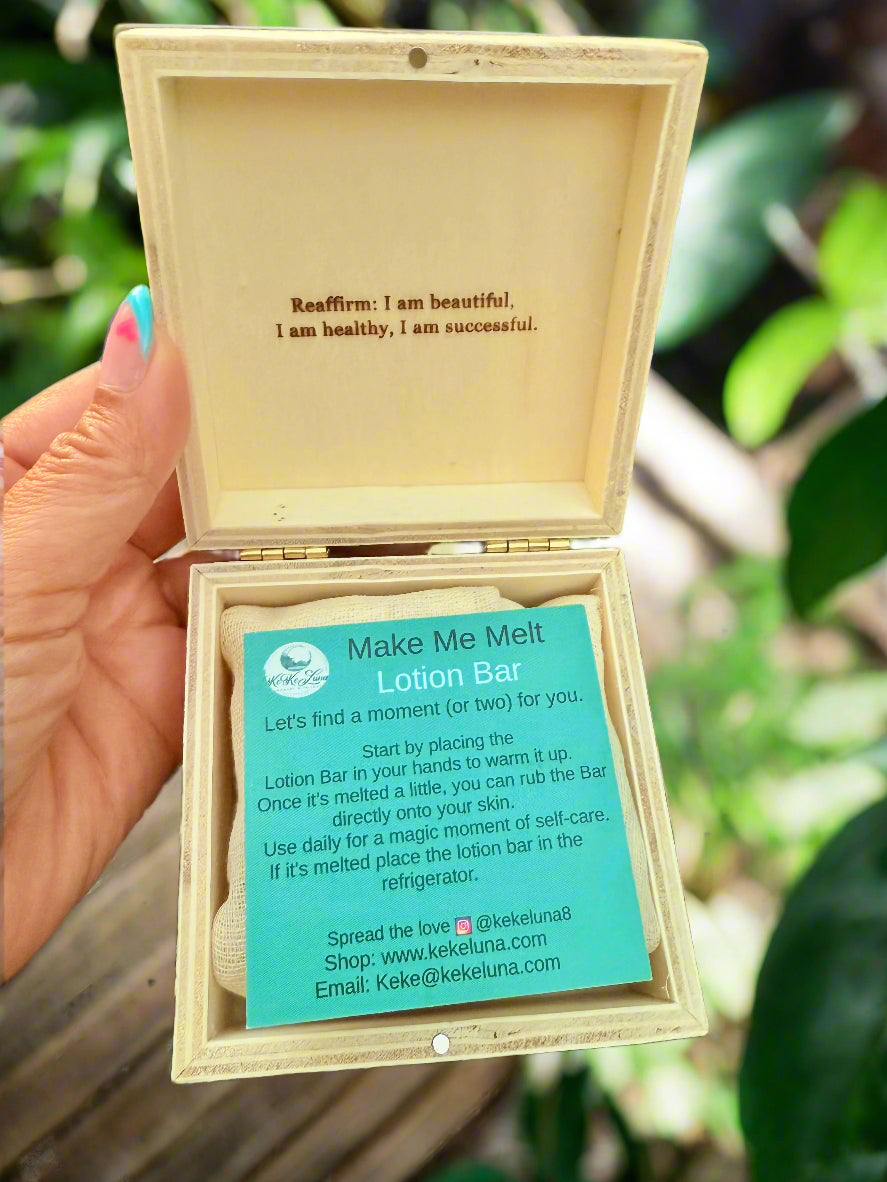 Reaffirm: I am beautiful,
I am healthy, I am successful.
KeKe Luna
Make Me Melt
Lotion Bar
Let's find a moment (or two) for you.
Start by placing the
Lotion Bar in your hands to warm it up.
Once it's melted a little, you can rub the Bar
directly onto your skin.
Use daily for a magic moment of self-care.
If it's melted place the lotion bar in the
refrigerator.
Spread the love @kekeluna8
Shop: www.kekeluna.com
Email: Keke@kekeluna.com